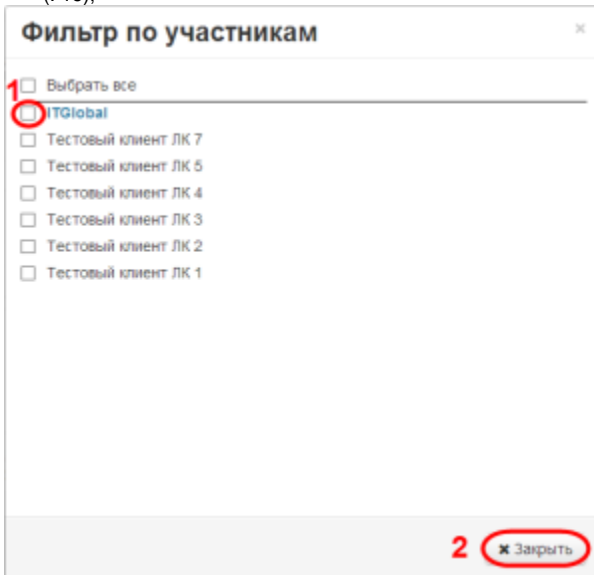 Фильтр по участникам ×
1 Выбрать все
ITGlobal
Тестовый клиент ЛК 7
Тестовый клиент ЛК 5
Тестовый клиент ЛК 4
Тестовый клиент ЛК 3
Тестовый клиент ЛК 2
Тестовый клиент ЛК 1
2 × Закрыть